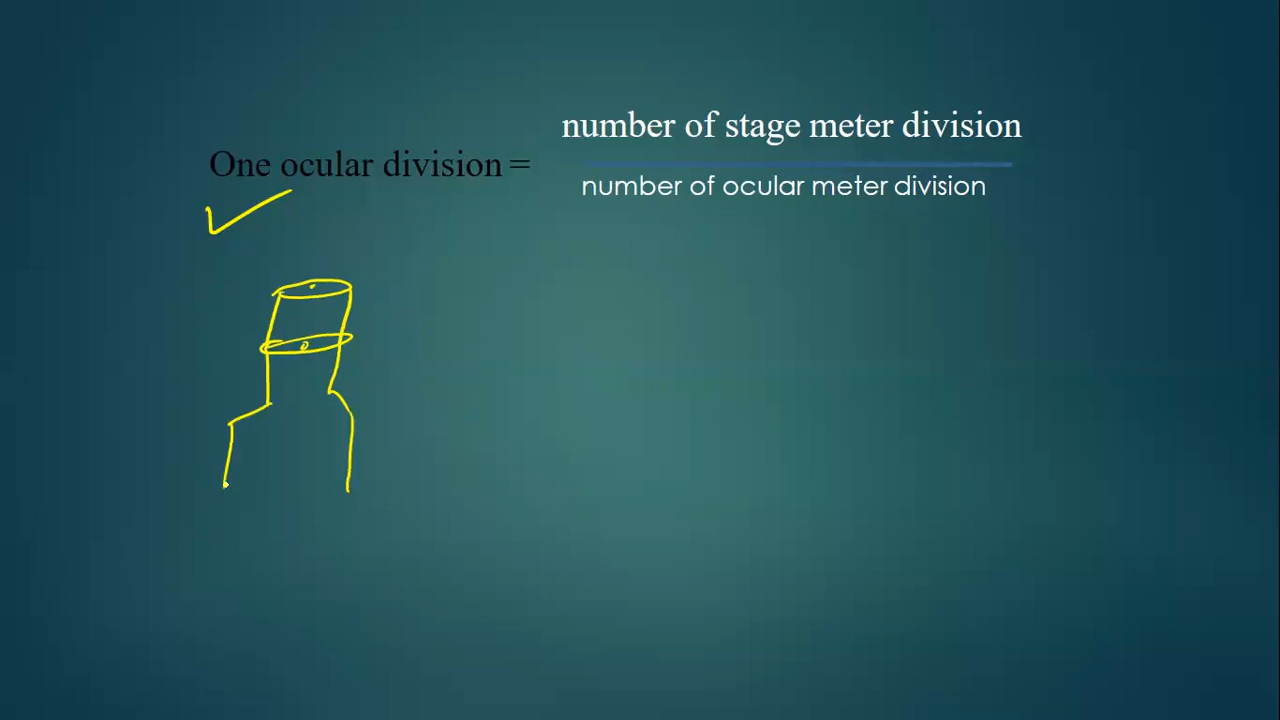 number of stage meter division
One ocular division =
number of ocular meter division